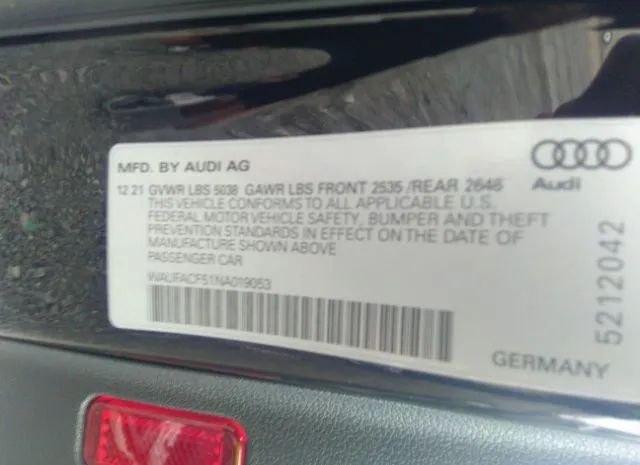 MFD. BY AUDI AG
12 21 GVWR LBS 5038 GAWR LBS FRONT 2535 /REAR 2646
THIS VEHICLE CONFORMS TO ALL APPLICABLE U.S.
FEDERAL MOTOR VEHICLE SAFETY, BUMPER AND THEFT
PREVENTION STANDARDS IN EFFECT ON THE DATE OF
MANUFACTURE SHOWN ABOVE
PASSENGER CAR
WAUFACF51NA019053
Audi
5212042
GERMANY